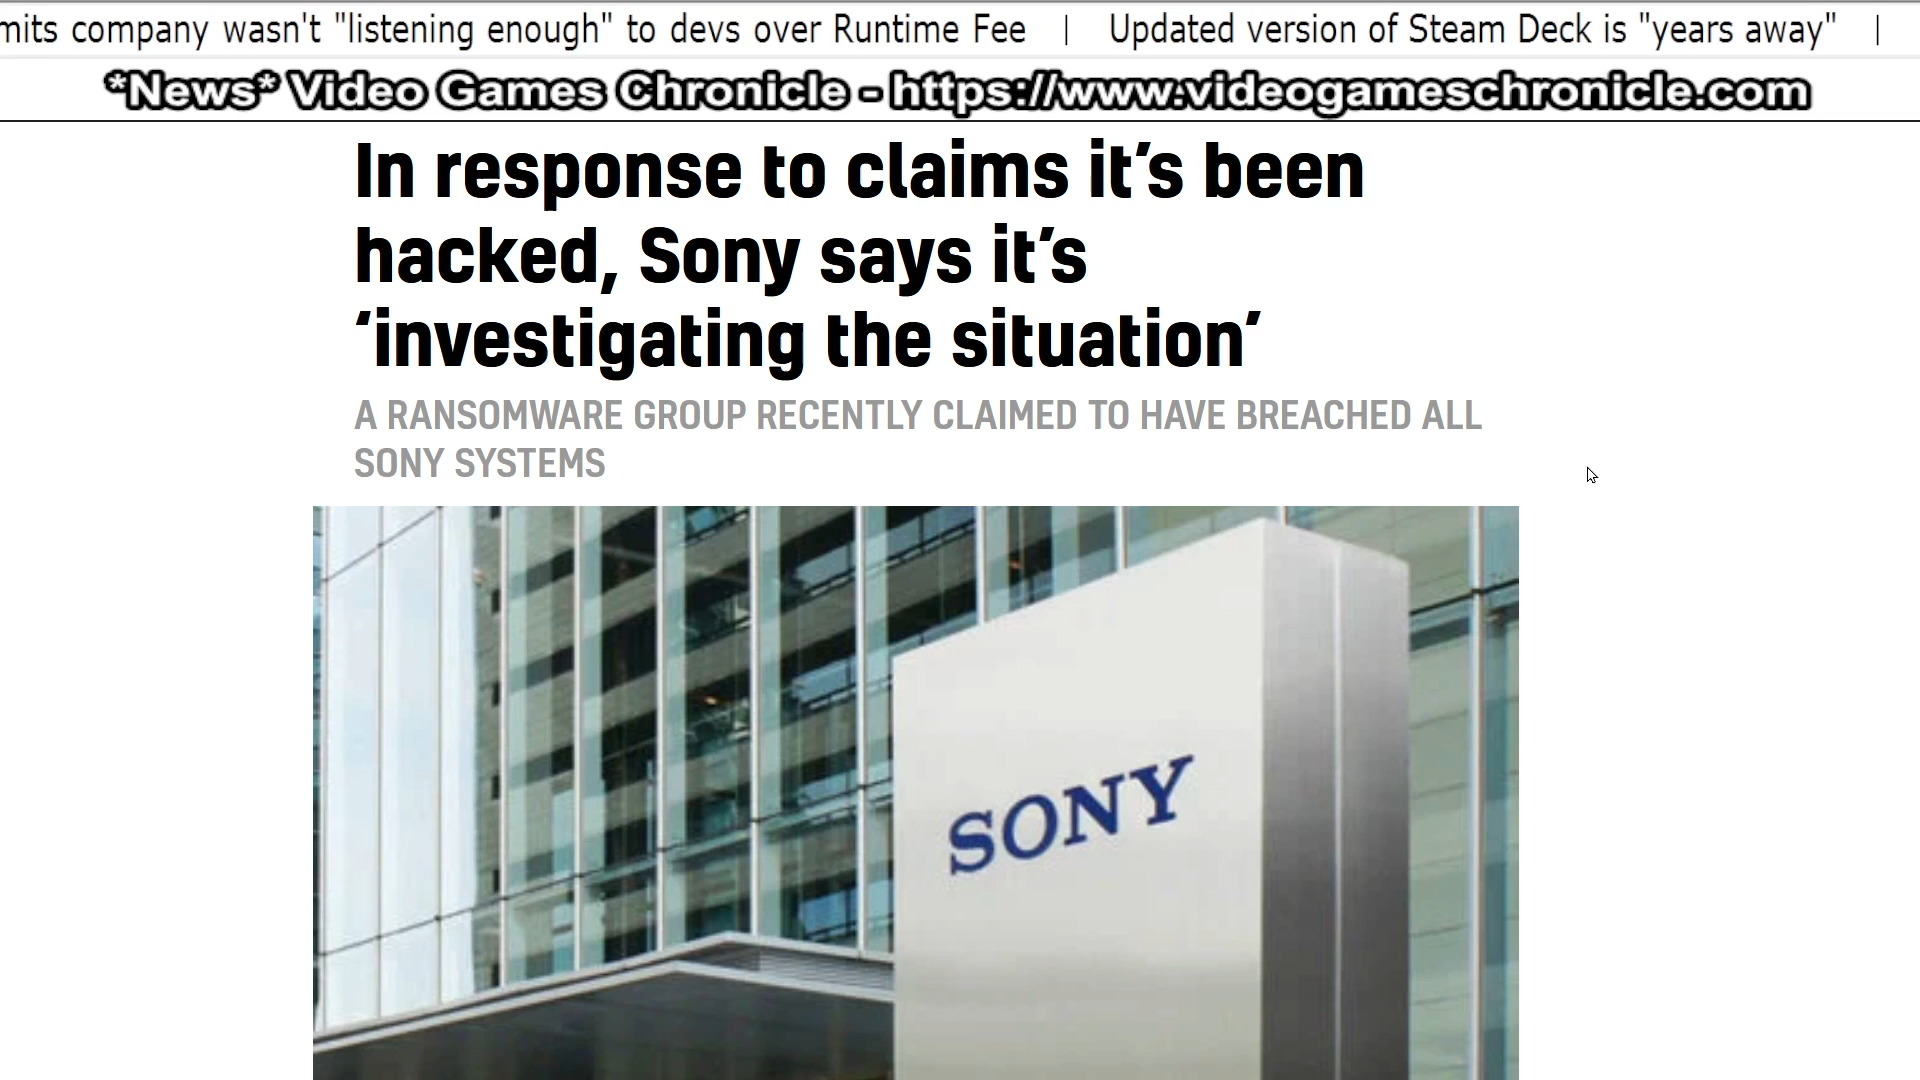 mits company wasn't "listening enough" to devs over Runtime Fee | Updated version of Steam Deck is "years away" |
*News* Video Games Chronicle - https://www.videogameschronicle.com
In response to claims it’s been
hacked, Sony says it’s
‘investigating the situation’
A RANSOMWARE GROUP RECENTLY CLAIMED TO HAVE BREACHED ALL
SONY SYSTEMS
SONY